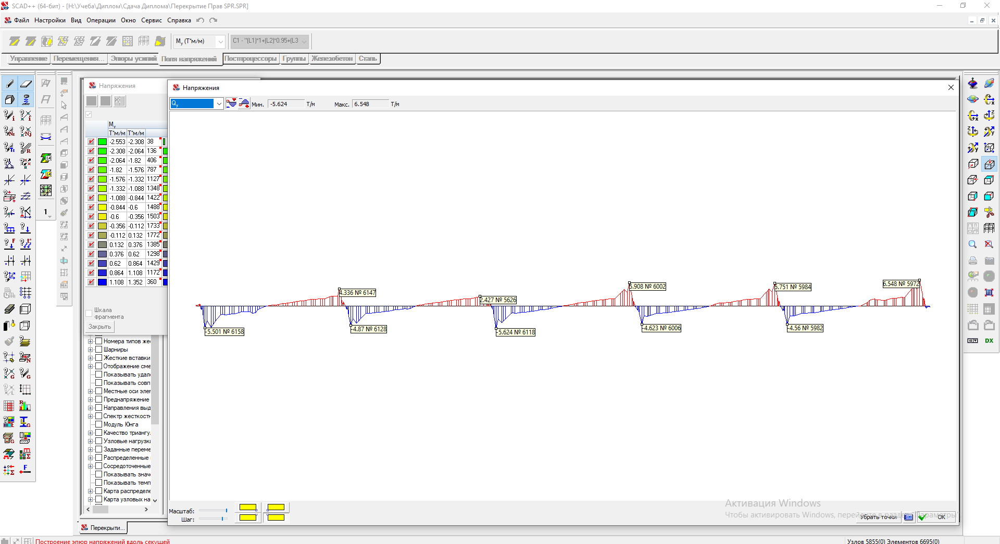 SCAD++ (64-бит) - [H:\Учеба\Диплом\Сдача Диплома\Перекрытие Прав SPR.SPR]
Файл Настройки Вид Операции Окно Сервис Справка
My (Т*м/м) C1 - "(L1)*1+(L2)*0.95+(L3
Управление Перемещения... Эпюры усилий Поля напряжений Постпроцессоры Группы Железобетон Сталь
Напряжения
My
Т*м/м Т*м/м
-2.553 -2.308 38
-2.308 -2.064 136
-2.064 -1.82 406
-1.82 -1.576 787
-1.576 -1.332 1127
-1.332 -1.088 1348
-1.088 -0.844 1422
-0.844 -0.6 1488
-0.6 -0.356 1503
-0.356 -0.112 1733
-0.112 0.132 1772
0.132 0.376 1385
0.376 0.62 1298
0.62 0.864 1429
0.864 1.108 1172
1.108 1.352 360
Шкала
фрагмента
Закрыть
Номера типов же
Шарниры
Жесткие вставки
Отображение сме
Показывать удал
Показывать совп
Местные оси эле
Преднапряжение
Направления выд
Спектр жесткост
Модуль Юнга
Качество триангу
Узловые нагрузк
Заданные переме
Распределенные
Сосредоточенные
Показывать знач
Показывать темп
Карта распределе
Карта узловых на
Напряжения
Qy Мин. -5.624 Т/м Макс. 6.548 Т/м
4.336 № 6147
2.427 № 5626
5.908 № 6002
5.751 № 5984
6.548 № 5972
-5.501 № 6158
-4.87 № 6128
-5.624 № 6118
-4.623 № 6006
-4.56 № 5982
Масштаб:
Шаг:
Активация Windows
Чтобы активировать Windows, перейдите в раздел "Параметры".
Убрать точки
OK
1
DX
Перекрыти...
Построение эпюр напряжений вдоль секущей
Узлов 5855(0) Элементов 6695(0)